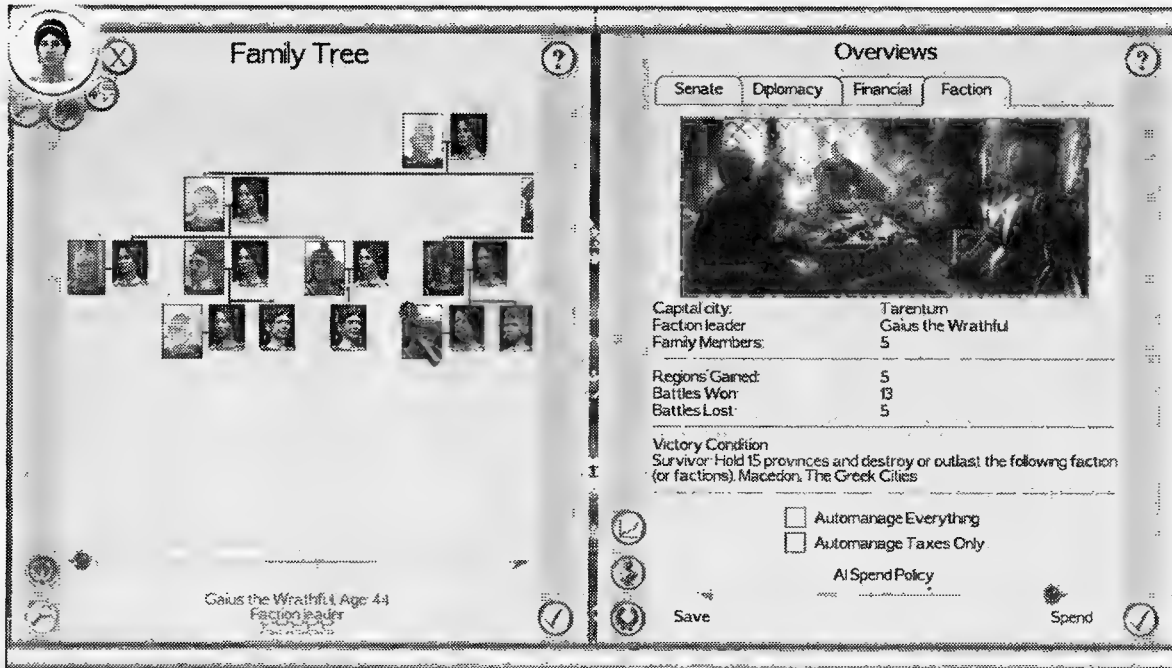 Family Tree
?
X
Gaius the Wrathful, Age: 44
Faction leader
Overviews
?
Senate
Diplomacy
Financial
Faction
Capital city: Tarentum
Faction leader Gaius the Wrathful
Family Members: 5
Regions Gained: 5
Battles Won: 13
Battles Lost: 5
Victory Condition
Survivor: Hold 15 provinces and destroy or outlast the following faction
(or factions). Macedon, The Greek Cities
Automanage Everything
Automanage Taxes Only
AI Spend Policy
Save
Spend